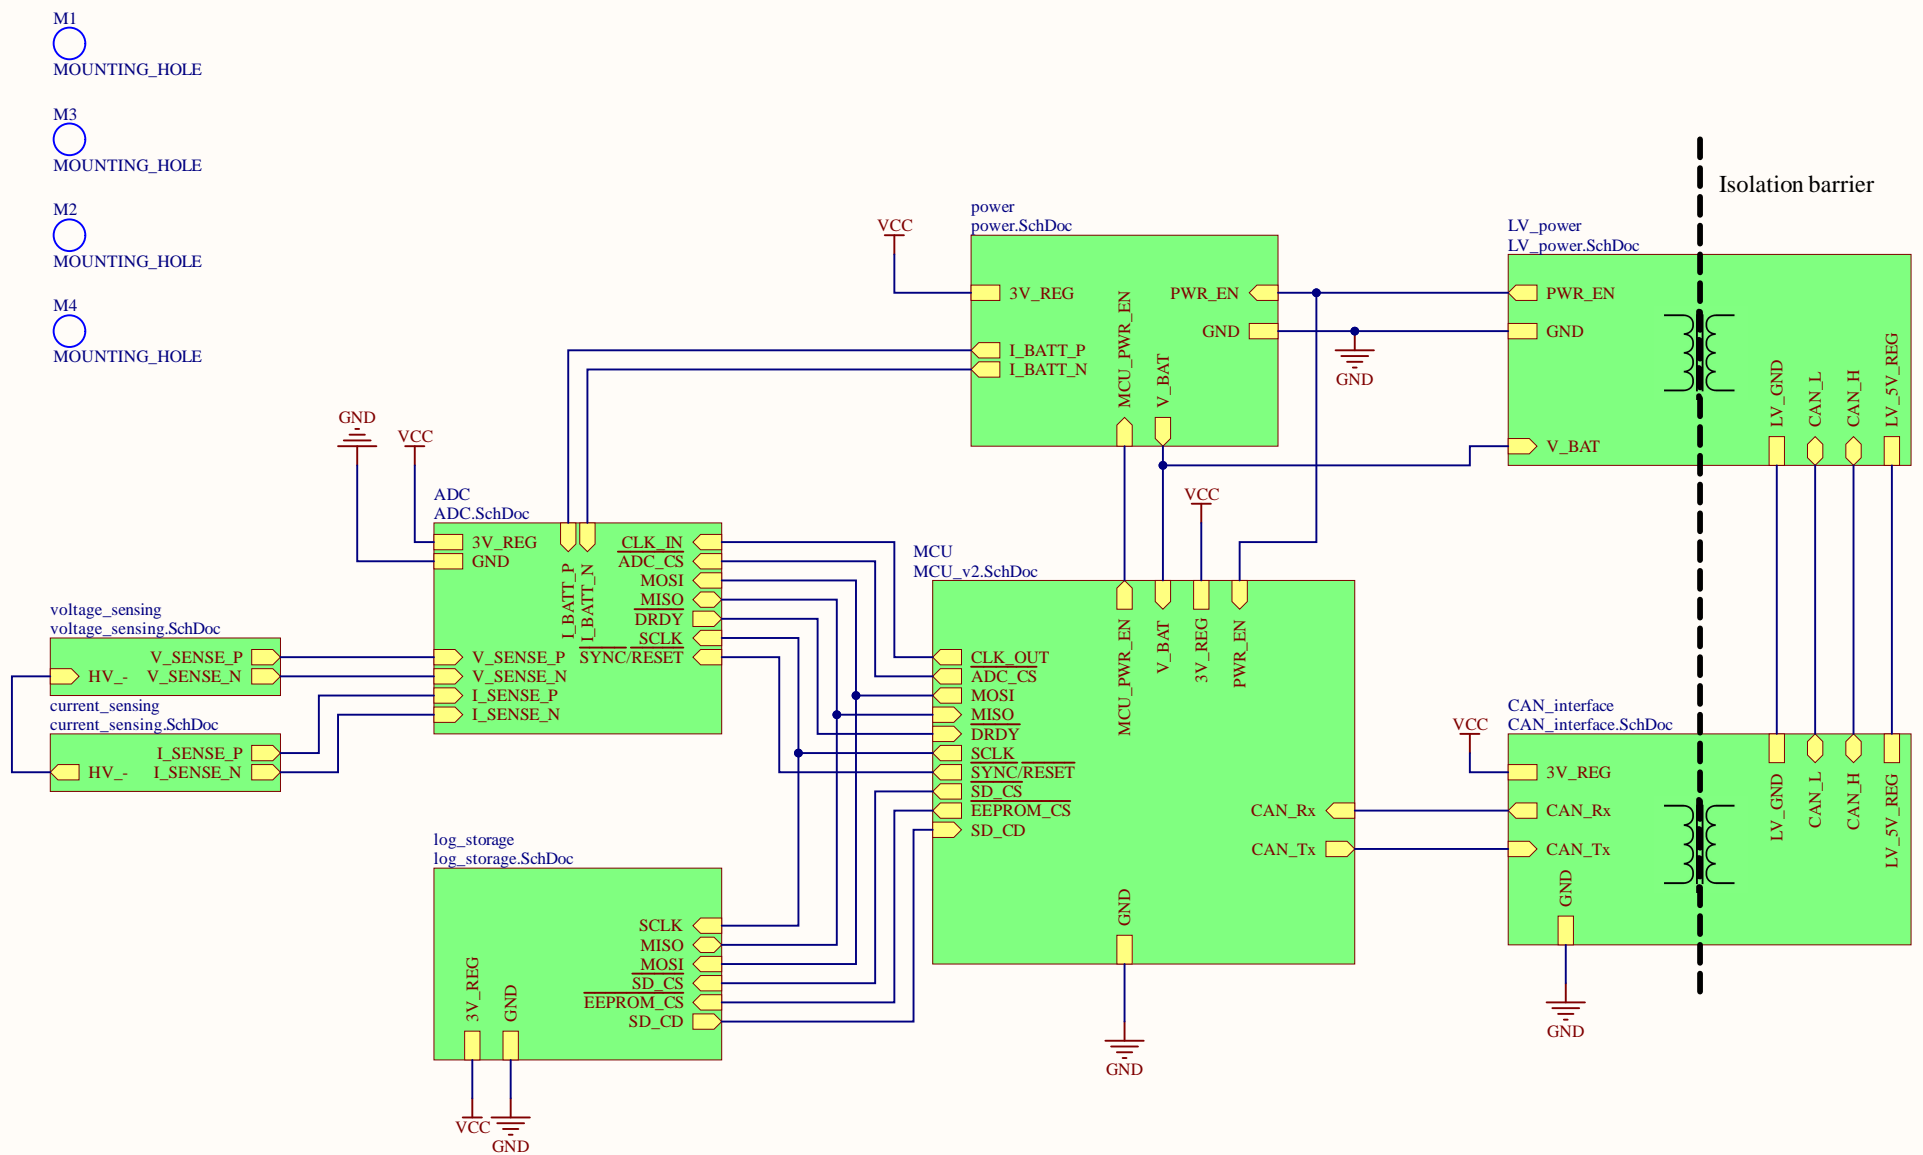 M1
MOUNTING_HOLE
M3
MOUNTING_HOLE
M2
MOUNTING_HOLE
M4
MOUNTING_HOLE
Isolation barrier
power
power.SchDoc
VCC
3V_REG
I_BATT_P
I_BATT_N
MCU_PWR_EN
V_BAT
PWR_EN
GND
GND
LV_power
LV_power.SchDoc
PWR_EN
GND
V_BAT
LV_GND
CAN_L
CAN_H
LV_5V_REG
GND
VCC
ADC
ADC.SchDoc
3V_REG
GND
I_BATT_P
I_BATT_N
CLK_IN
ADC_CS
MOSI
MISO
DRDY
SCLK
SYNC/RESET
V_SENSE_P
V_SENSE_N
I_SENSE_P
I_SENSE_N
voltage_sensing
voltage_sensing.SchDoc
V_SENSE_P
HV_- V_SENSE_N
current_sensing
current_sensing.SchDoc
I_SENSE_P
HV_- I_SENSE_N
VCC
MCU
MCU_v2.SchDoc
MCU_PWR_EN
V_BAT
3V_REG
PWR_EN
CLK_OUT
ADC_CS
MOSI
MISO
DRDY
SCLK
SYNC/RESET
SD_CS
EEPROM_CS
SD_CD
CAN_Rx
CAN_Tx
GND
GND
CAN_interface
CAN_interface.SchDoc
VCC
3V_REG
CAN_Rx
CAN_Tx
GND
LV_GND
CAN_L
CAN_H
LV_5V_REG
GND
log_storage
log_storage.SchDoc
SCLK
MISO
MOSI
SD_CS
EEPROM_CS
SD_CD
3V_REG
GND
VCC
GND